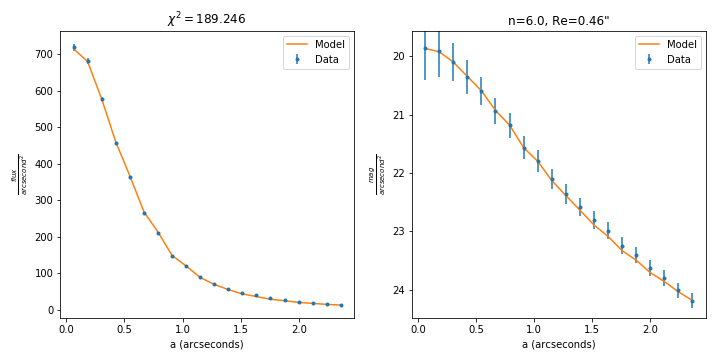 χ² = 189.246
Model
Data
700
600
500
400
300
200
100
0
flux
arcsecond²
0.0
0.5
1.0
1.5
2.0
a (arcseconds)
n=6.0, Re=0.46"
Model
Data
20
21
22
23
24
mag
arcsecond²
0.0
0.5
1.0
1.5
2.0
a (arcseconds)